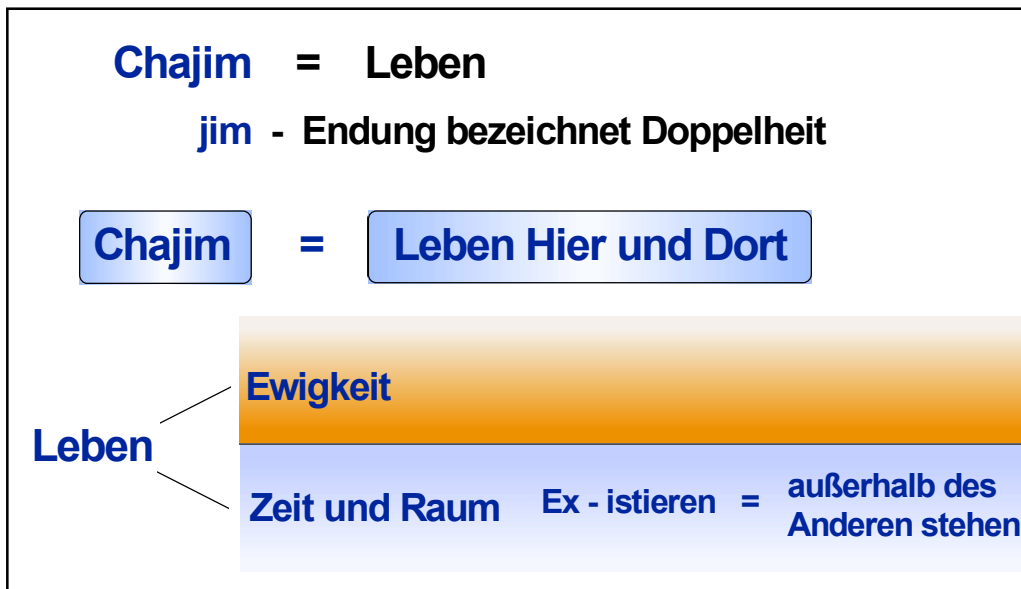 Chajim = Leben
jim - Endung bezeichnet Doppelheit
Chajim = Leben Hier und Dort
Ewigkeit
Leben
Zeit und Raum Ex - istieren = außerhalb des
Anderen stehen